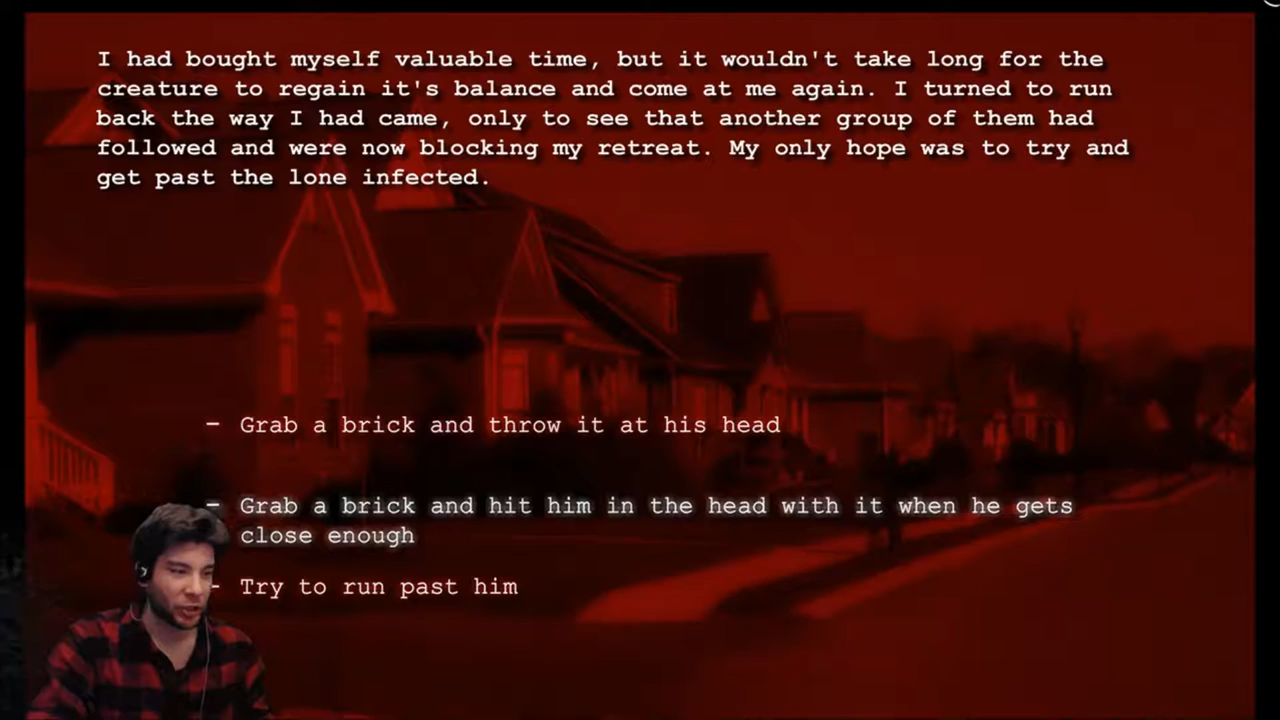 I had bought myself valuable time, but it wouldn't take long for the
creature to regain it's balance and come at me again. I turned to run
back the way I had came, only to see that another group of them had
followed and were now blocking my retreat. My only hope was to try and
get past the lone infected.
- Grab a brick and throw it at his head
- Grab a brick and hit him in the head with it when he gets
close enough
- Try to run past him